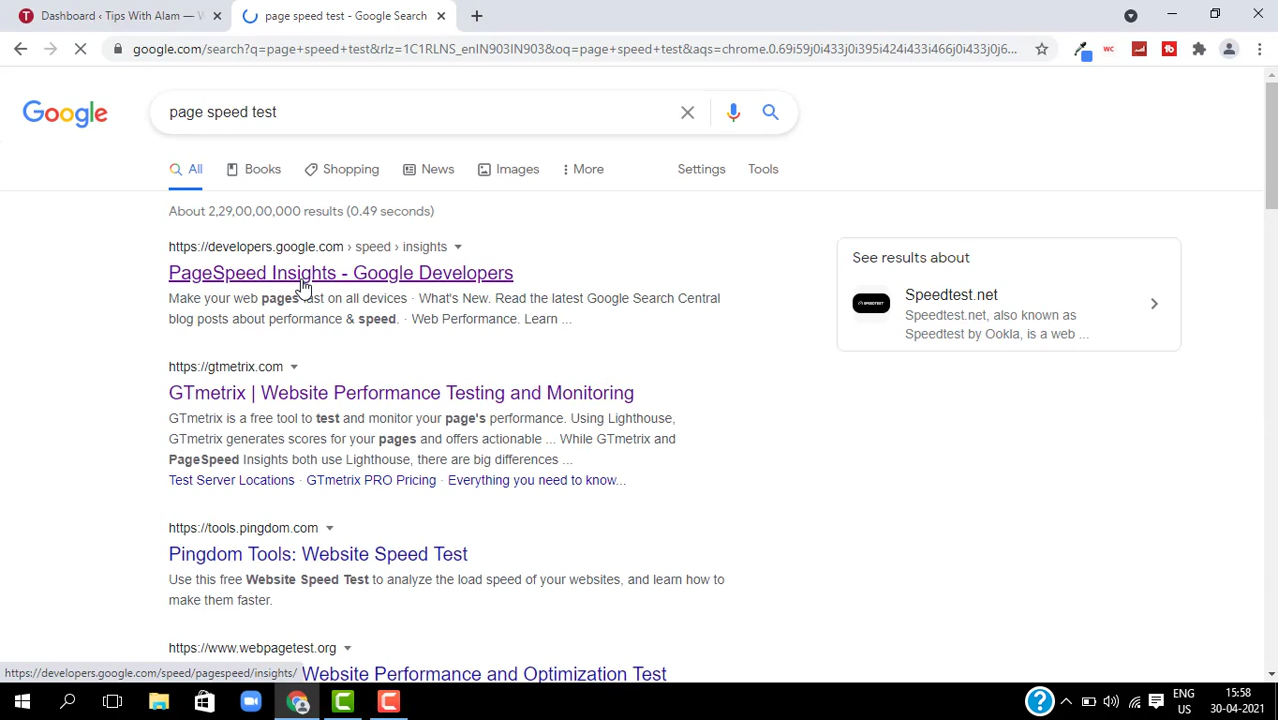 Dashboard ‹ Tips With Alam — W
page speed test - Google Search
google.com/search?q=page+speed+test&rlz=1C1RLNS_enIN903IN903&oq=page+speed+test&aqs=chrome.0.69i59j0i433j0i395i424i433i466j0i433j0j6...
WC
Google
page speed test
All
Books
Shopping
News
Images
More
Settings
Tools
About 2,29,00,00,000 results (0.49 seconds)
https://developers.google.com › speed › insights
PageSpeed Insights - Google Developers
Make your web pages fast on all devices · What's New. Read the latest Google Search Central
blog posts about performance & speed. · Web Performance. Learn ...
See results about
Speedtest.net
SPEEDTEST
Speedtest.net, also known as
Speedtest by Ookla, is a web ...
https://gtmetrix.com
GTmetrix | Website Performance Testing and Monitoring
GTmetrix is a free tool to test and monitor your page's performance. Using Lighthouse,
GTmetrix generates scores for your pages and offers actionable ... While GTmetrix and
PageSpeed Insights both use Lighthouse, there are big differences ...
Test Server Locations · GTmetrix PRO Pricing · Everything you need to know...
https://tools.pingdom.com
Pingdom Tools: Website Speed Test
Use this free Website Speed Test to analyze the load speed of your websites, and learn how to
make them faster.
https://www.webpagetest.org
Website Performance and Optimization Test
https://developers.google.com/speed/pagespeed/insights/
ENG
US
15:58
30-04-2021